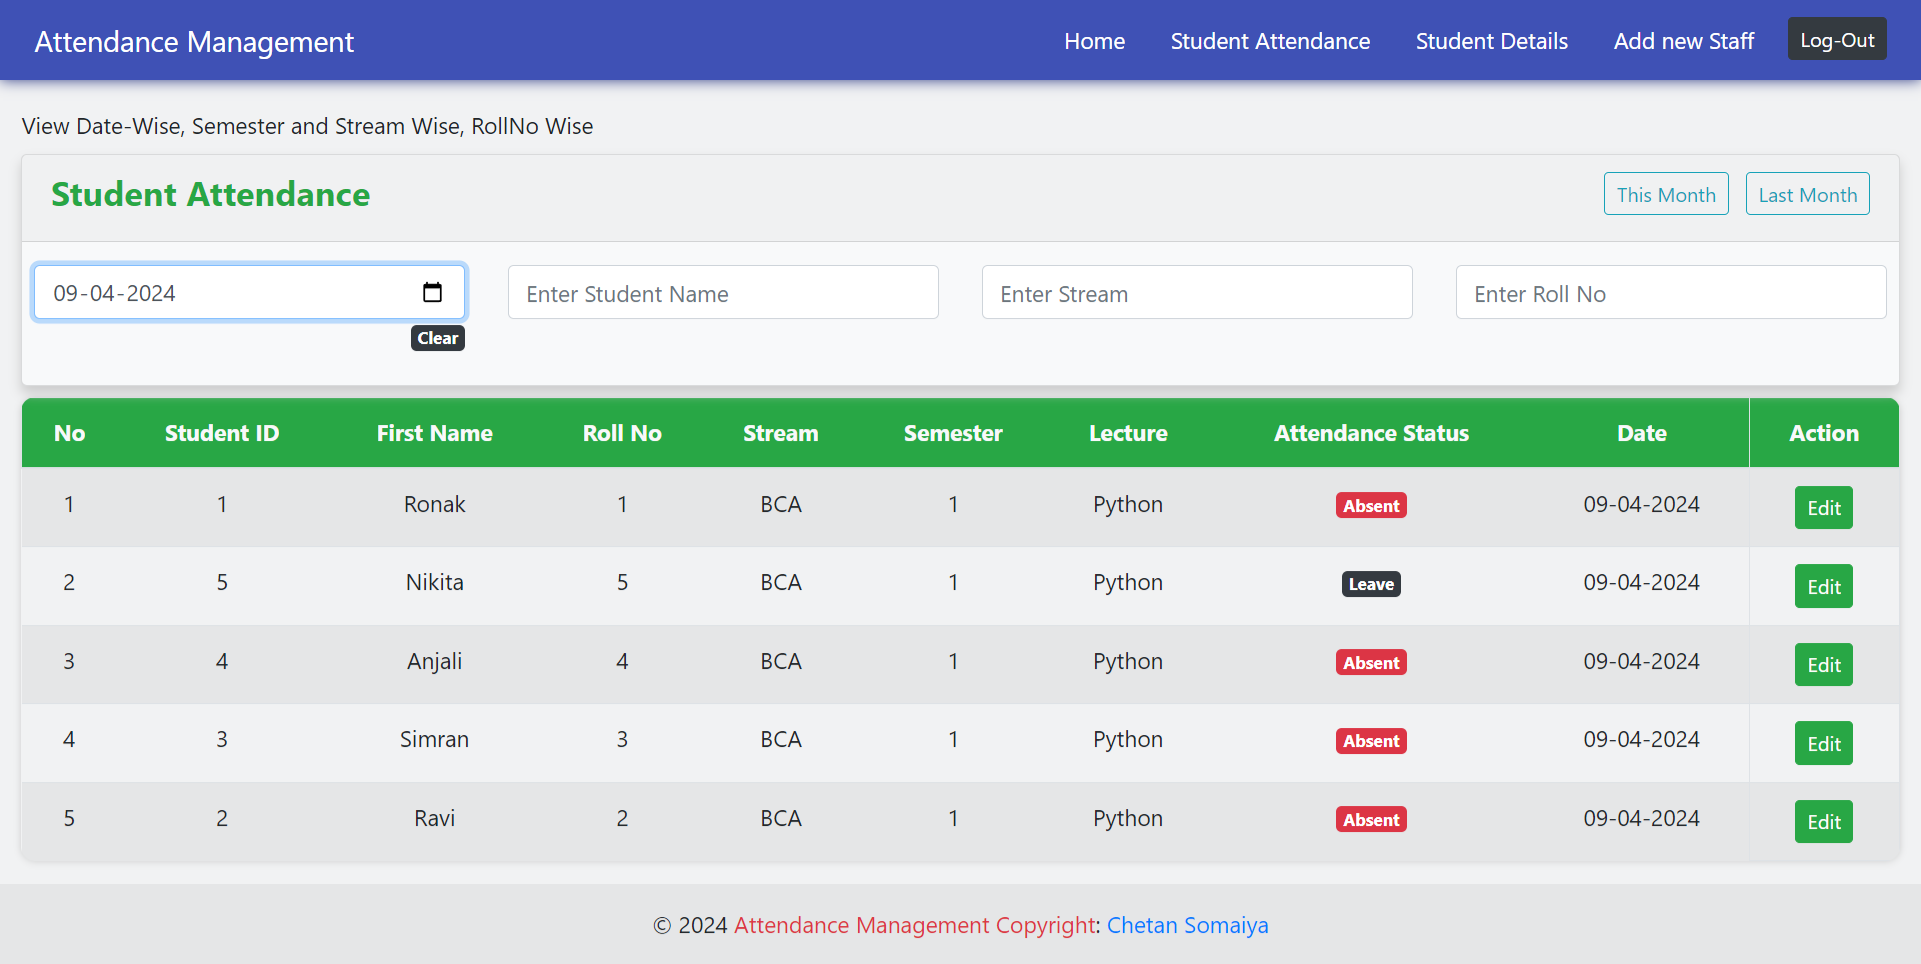 Attendance Management Home Student Attendance Student Details Add new Staff Log-Out
View Date-Wise, Semester and Stream Wise, RollNo Wise
Student Attendance This Month Last Month
09-04-2024 Enter Student Name Enter Stream Enter Roll No
Clear
No Student ID First Name Roll No Stream Semester Lecture Attendance Status Date Action
1 1 Ronak 1 BCA 1 Python Absent 09-04-2024 Edit
2 5 Nikita 5 BCA 1 Python Leave 09-04-2024 Edit
3 4 Anjali 4 BCA 1 Python Absent 09-04-2024 Edit
4 3 Simran 3 BCA 1 Python Absent 09-04-2024 Edit
5 2 Ravi 2 BCA 1 Python Absent 09-04-2024 Edit
© 2024 Attendance Management Copyright: Chetan Somaiya